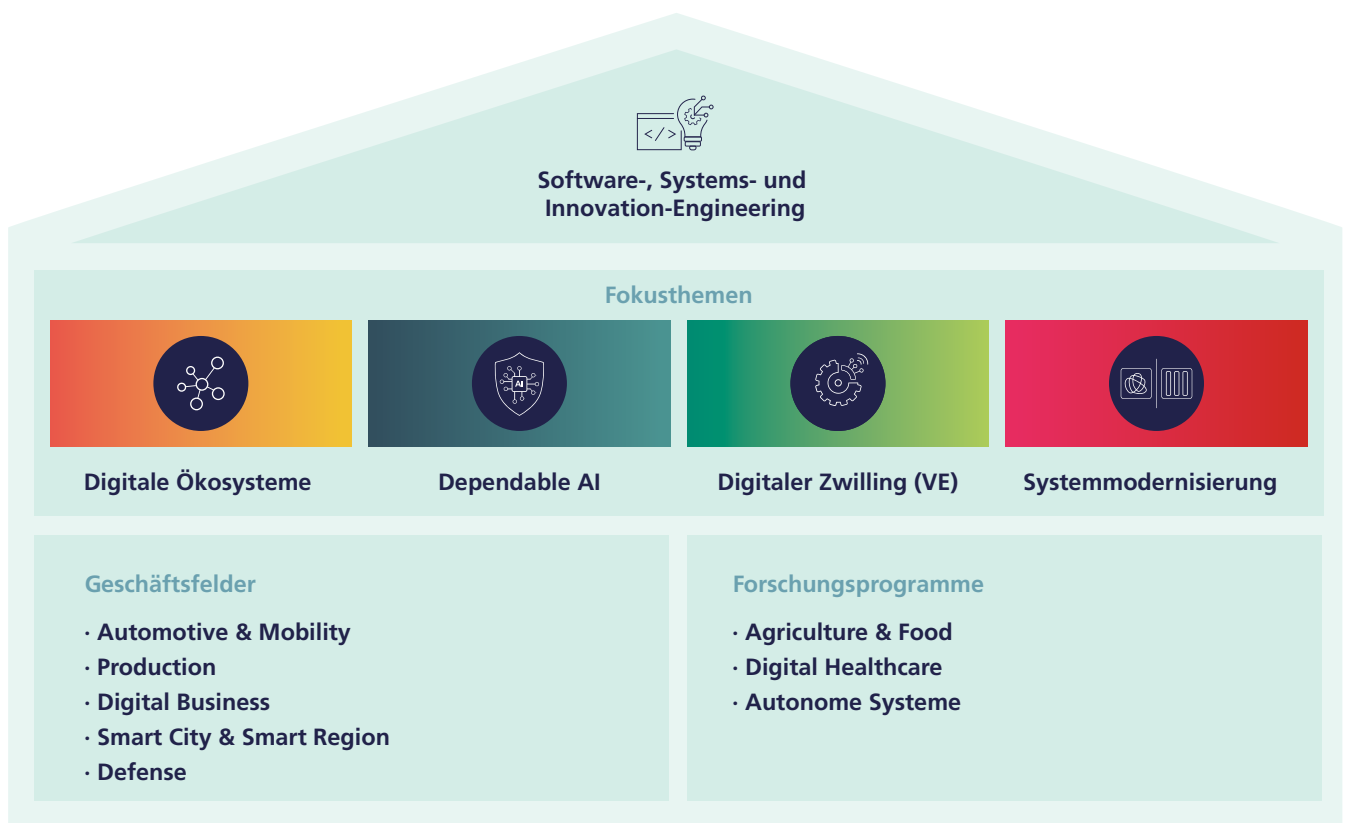 </>
Software-, Systems- und
Innovation-Engineering
Fokusthemen
AI
Digitale Ökosysteme
Dependable AI
Digitaler Zwilling (VE)
Systemmodernisierung
Geschäftsfelder
· Automotive & Mobility
· Production
· Digital Business
· Smart City & Smart Region
· Defense
Forschungsprogramme
· Agriculture & Food
· Digital Healthcare
· Autonome Systeme